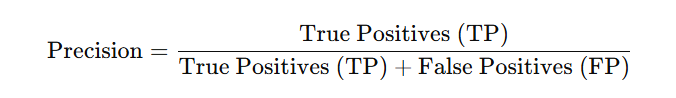 Precision = True Positives (TP) / True Positives (TP) + False Positives (FP)